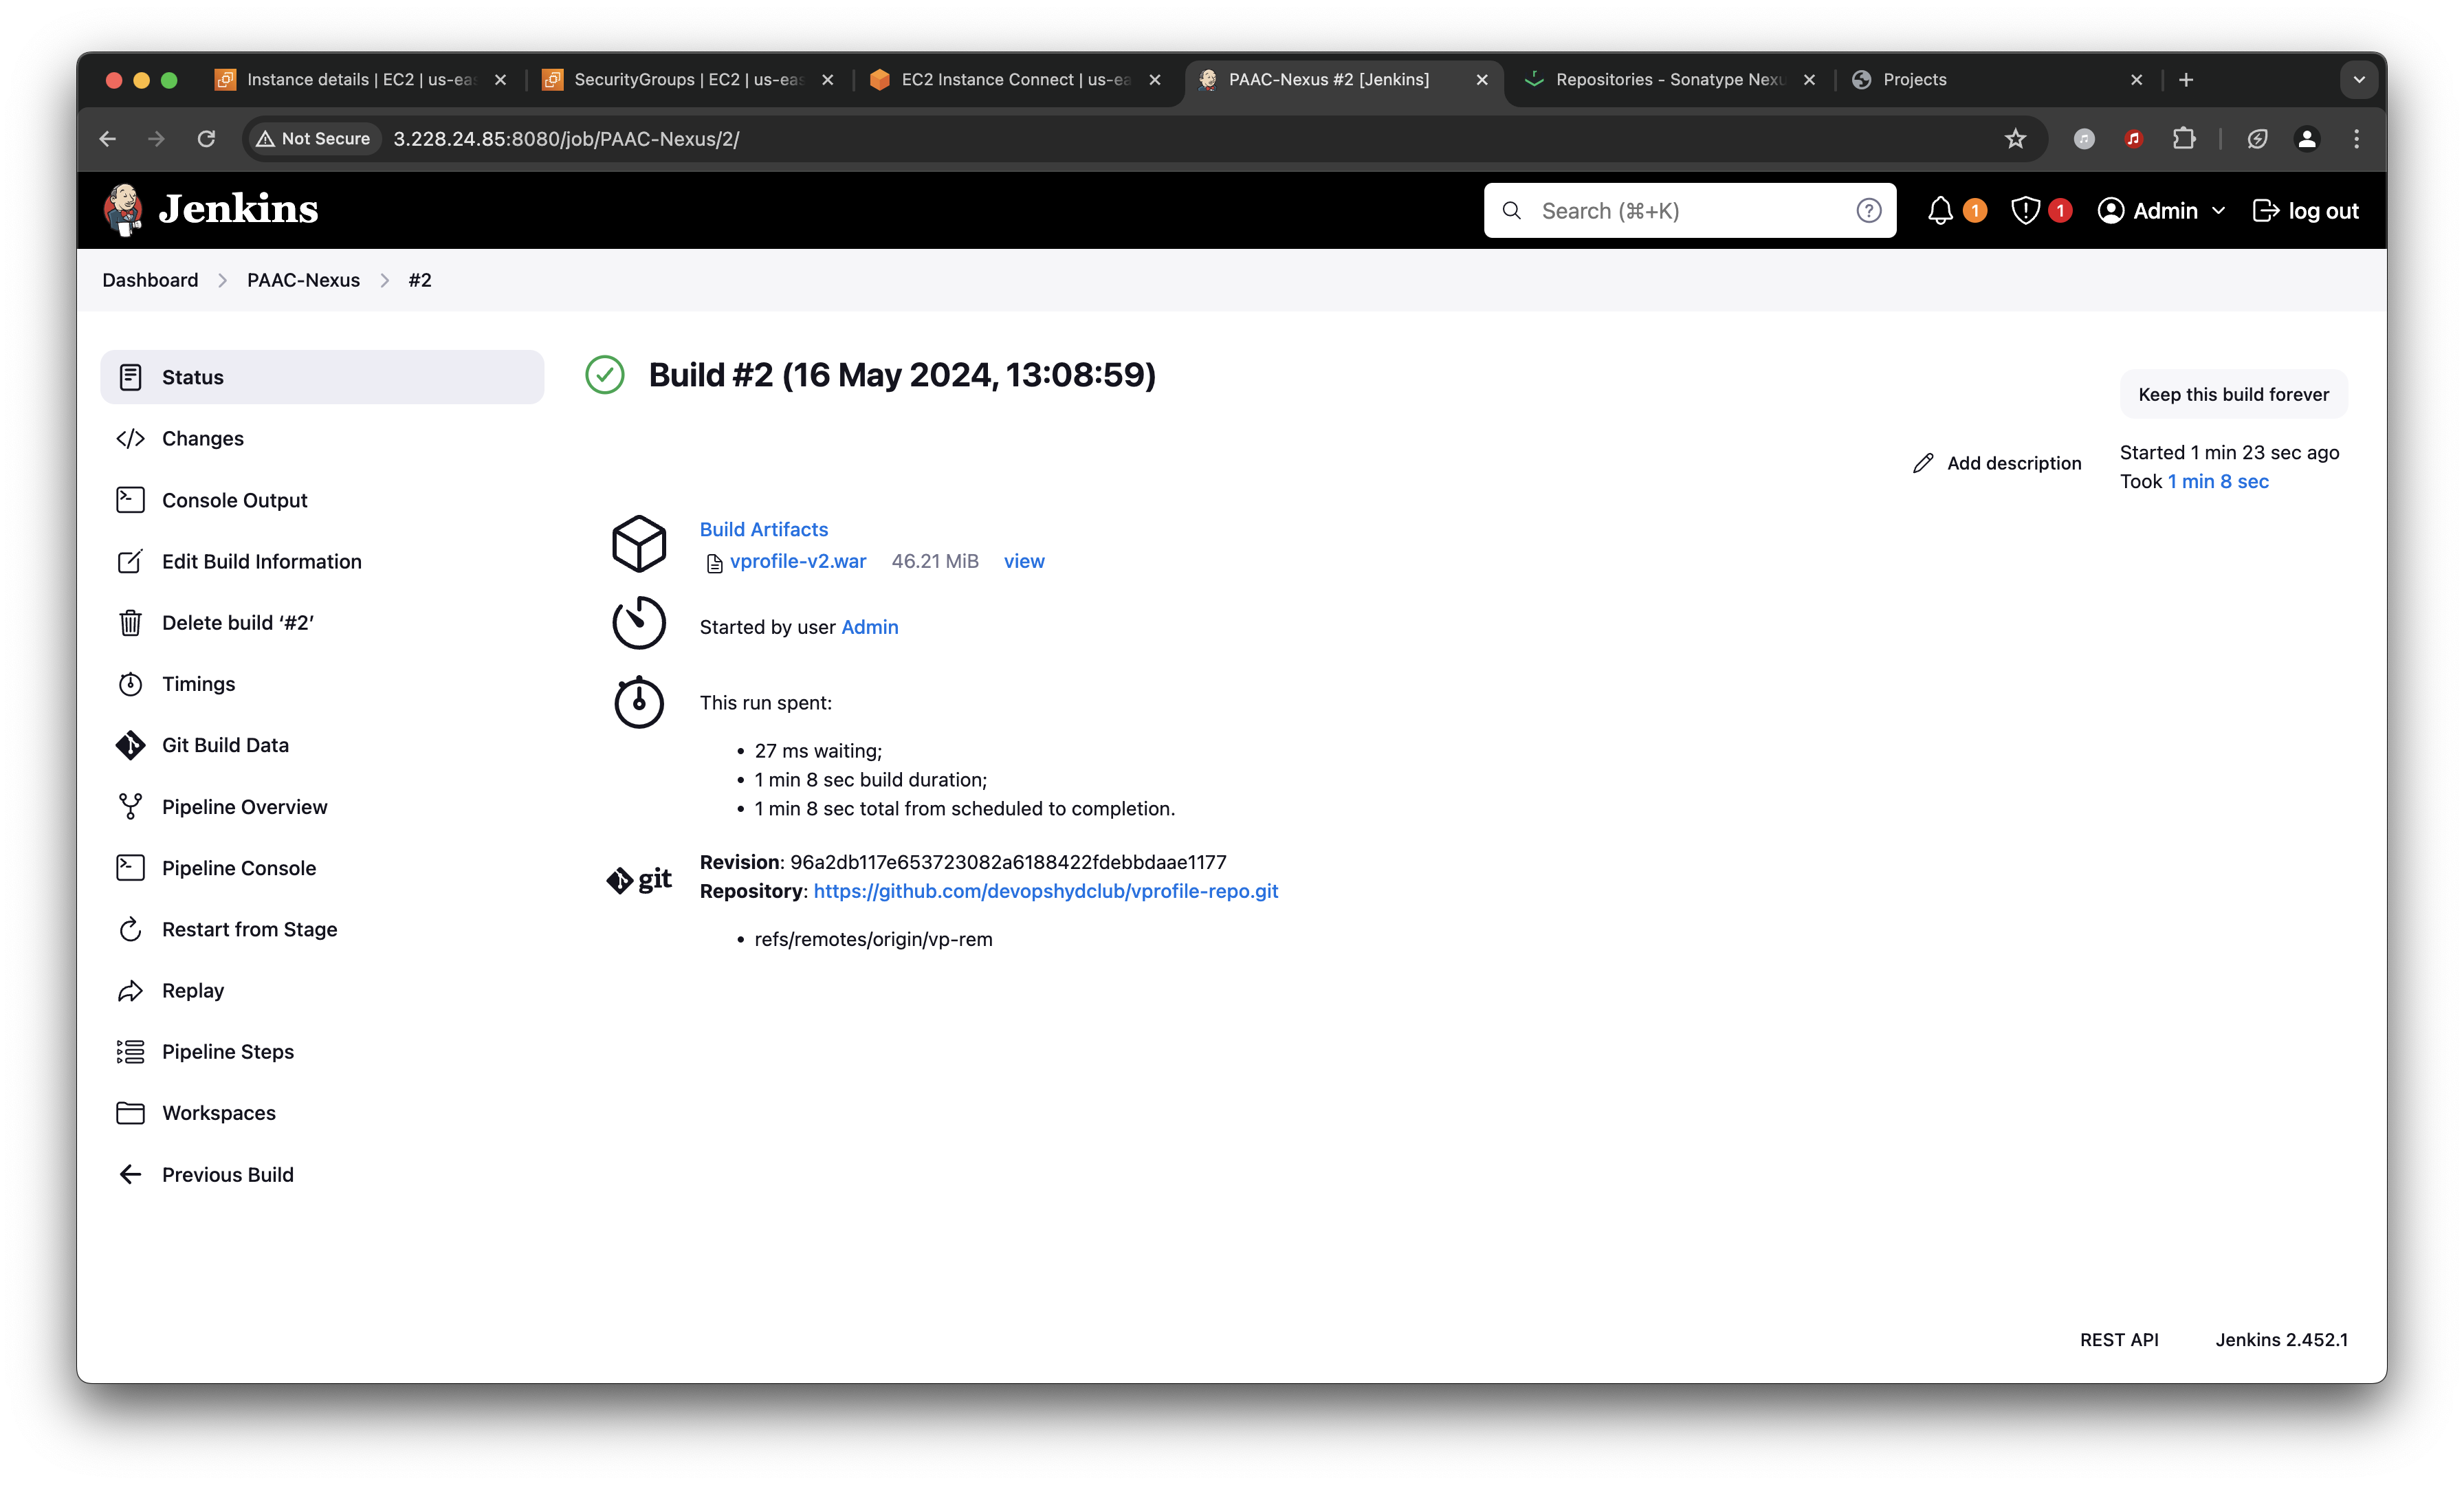 Instance details | EC2 | us-eas
SecurityGroups | EC2 | us-eas
EC2 Instance Connect | us-ea
PAAC-Nexus #2 [Jenkins]
Repositories - Sonatype Nexu
Projects
Not Secure
3.228.24.85:8080/job/PAAC-Nexus/2/
Jenkins
Search (⌘+K)
?
1
1
Admin
log out
Dashboard
PAAC-Nexus
#2
Status
Changes
Console Output
Edit Build Information
Delete build ‘#2’
Timings
Git Build Data
Pipeline Overview
Pipeline Console
Restart from Stage
Replay
Pipeline Steps
Workspaces
Previous Build
Build #2 (16 May 2024, 13:08:59)
Keep this build forever
Add description
Started 1 min 23 sec ago
Took 1 min 8 sec
Build Artifacts
vprofile-v2.war 46.21 MiB view
Started by user Admin
This run spent:
• 27 ms waiting;
• 1 min 8 sec build duration;
• 1 min 8 sec total from scheduled to completion.
git
Revision: 96a2db117e653723082a6188422fdebbdaae1177
Repository: https://github.com/devopshydclub/vprofile-repo.git
• refs/remotes/origin/vp-rem
REST API
Jenkins 2.452.1